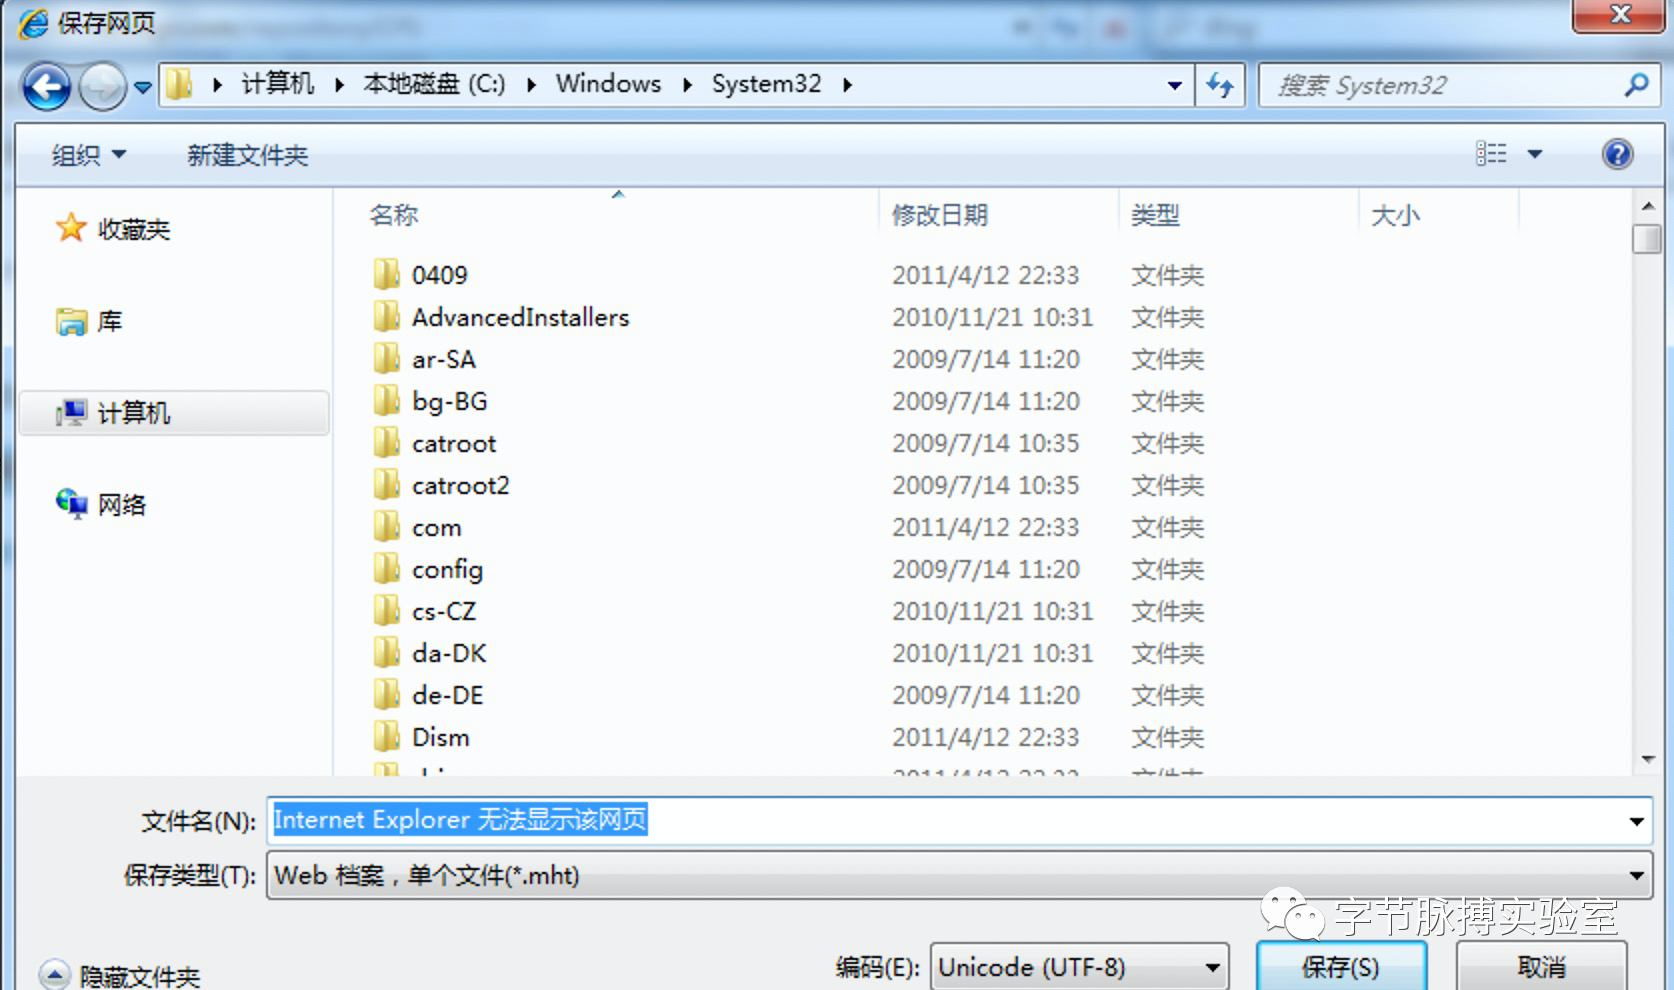 保存网页
计算机 本地磁盘 (C:) Windows System32 搜索 System32
组织 新建文件夹
收藏夹
库
计算机
网络
名称 修改日期 类型 大小
0409 2011/4/12 22:33 文件夹
AdvancedInstallers 2010/11/21 10:31 文件夹
ar-SA 2009/7/14 11:20 文件夹
bg-BG 2009/7/14 11:20 文件夹
catroot 2009/7/14 10:35 文件夹
catroot2 2009/7/14 10:35 文件夹
com 2011/4/12 22:33 文件夹
config 2009/7/14 11:20 文件夹
cs-CZ 2010/11/21 10:31 文件夹
da-DK 2010/11/21 10:31 文件夹
de-DE 2009/7/14 11:20 文件夹
Dism 2011/4/12 22:33 文件夹
文件名(N): Internet Explorer 无法显示该网页
保存类型(T): Web 档案，单个文件(*.mht)
字节脉搏实验室
隐藏文件夹 编码(E): Unicode (UTF-8) 保存(S) 取消